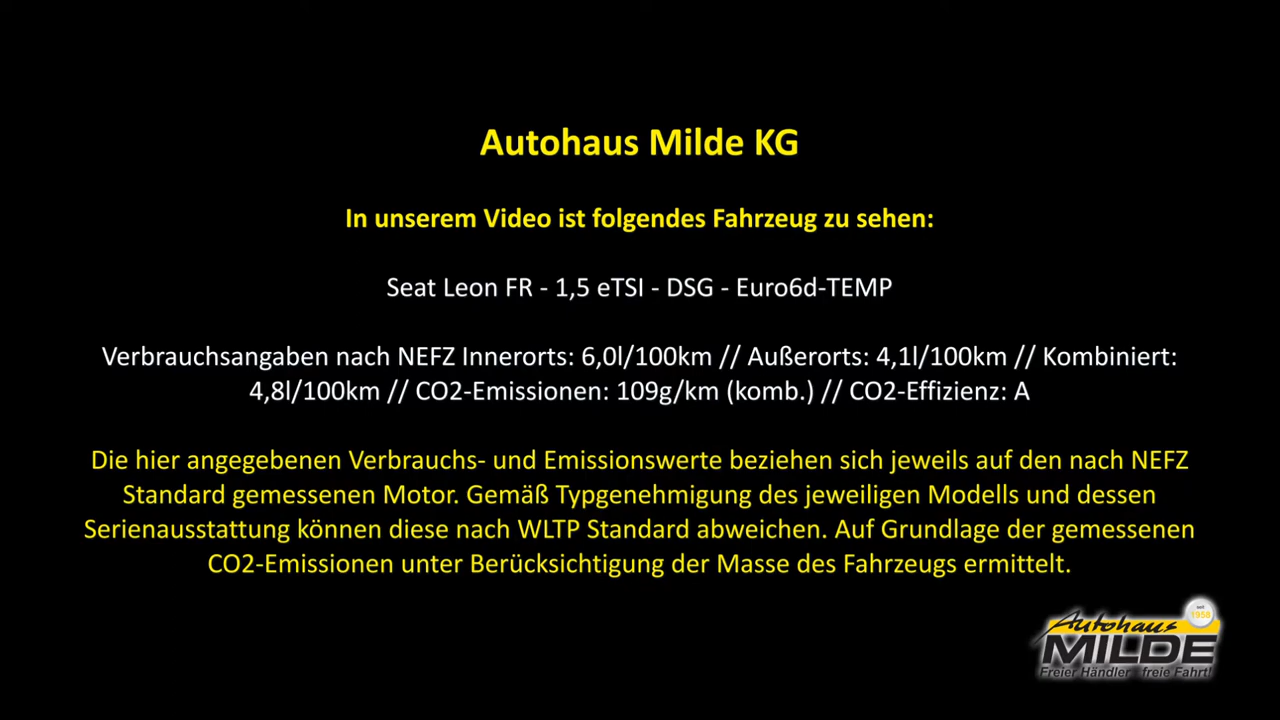 Autohaus Milde KG
In unserem Video ist folgendes Fahrzeug zu sehen:
Seat Leon FR - 1,5 eTSI - DSG - Euro6d-TEMP
Verbrauchsangaben nach NEFZ Innerorts: 6,0l/100km // Außerorts: 4,1l/100km // Kombiniert:
4,8l/100km // CO2-Emissionen: 109g/km (komb.) // CO2-Effizienz: A
Die hier angegebenen Verbrauchs- und Emissionswerte beziehen sich jeweils auf den nach NEFZ
Standard gemessenen Motor. Gemäß Typgenehmigung des jeweiligen Modells und dessen
Serienausstattung können diese nach WLTP Standard abweichen. Auf Grundlage der gemessenen
CO2-Emissionen unter Berücksichtigung der Masse des Fahrzeugs ermittelt.
seit
1958
Autohaus
MILDE
Freier Händler - freie Fahrt!